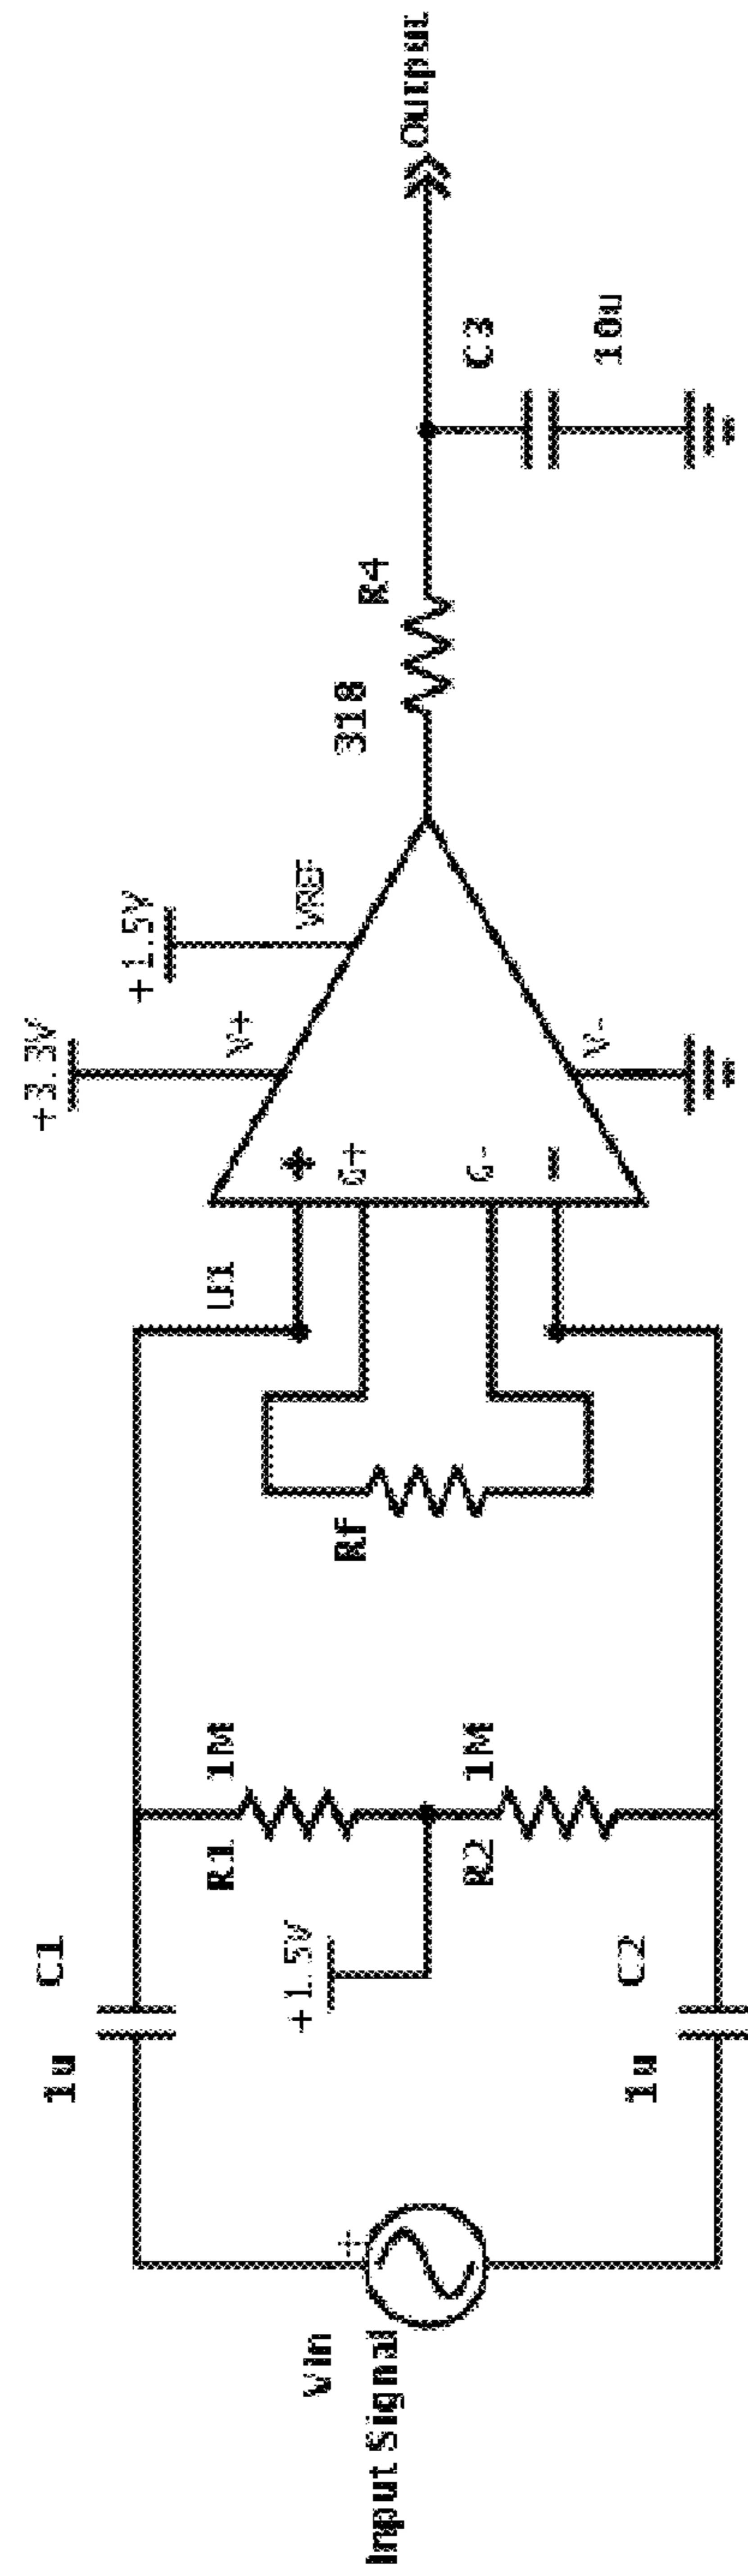 Vin
Input Signal
1u
C1
1u
C2
+
+1.5V
R1
1M
R2
1M
Rf
U1
+
G+
G-
-
+3.3V
V+
+1.5V
VREF
V-
318
R4
C3
10u
Output